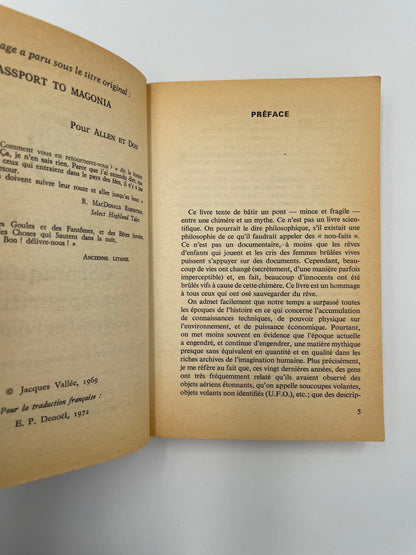 age a paru sous le titre original :
ASSPORT TO MAGONIA
Pour ALLEN ET DON
Comment vous en retournerez-vous? » dit la femme
Ça, je n'en sais rien. Parce que j'ai entendu dire que
ceux qui entraient dans le pays des fées, il n'y a pas
retour.
doivent suivre leur route et aller jusqu'au bout. »
R. MACDONALD ROBERTSON,
Select Highland Tales.
es Goules et des Fantômes, et des Bêtes
des Choses qui Sautent dans la nuit,
Bon ! délivre-nous ! »
ANCIENNE LITANIE.
© Jacques Vallée, 1969
Pour la traduction française :
E. P. Denoël, 1972
PRÉFACE
Ce livre tente de bâtir un pont — mince et fragile —
entre une chimère et un mythe. Ce n'est pas un livre scien-
tifique. On pourrait le dire philosophique, s'il existait une
philosophie de ce qu'il faudrait appeler des « non-faits ».
Ce n'est pas un documentaire, à moins que les rêves
d'enfants qui jouent et les cris des femmes brûlées vives
puissent s'appuyer sur des documents. Cependant, beau-
coup de vies ont changé (secrètement, d'une manière parfois
imperceptible) et, en fait, beaucoup d'innocents ont été
brûlés vifs à cause de cette chimère. Ce livre est un hommage
à tous ceux qui ont osé sauvegarder du rêve.
On admet facilement que notre temps a surpassé toutes
les époques de l'histoire en ce qui concerne l'accumulation
de connaissances techniques, de pouvoir physique sur
l'environnement, et de puissance économique. Pourtant,
on met moins souvent en évidence que l'époque actuelle
a engendré, et continue d'engendrer, une matière mythique
presque sans équivalent en quantité et en qualité dans les
riches archives de l'imagination humaine. Plus précisément,
je me réfère au fait que, ces vingt dernières années, des gens
ont très fréquemment relaté qu'ils avaient observé des
objets aériens étonnants, qu'on appelle soucoupes volantes,
objets volants non identifiés (U.F.O.), etc.; que des descrip-
5